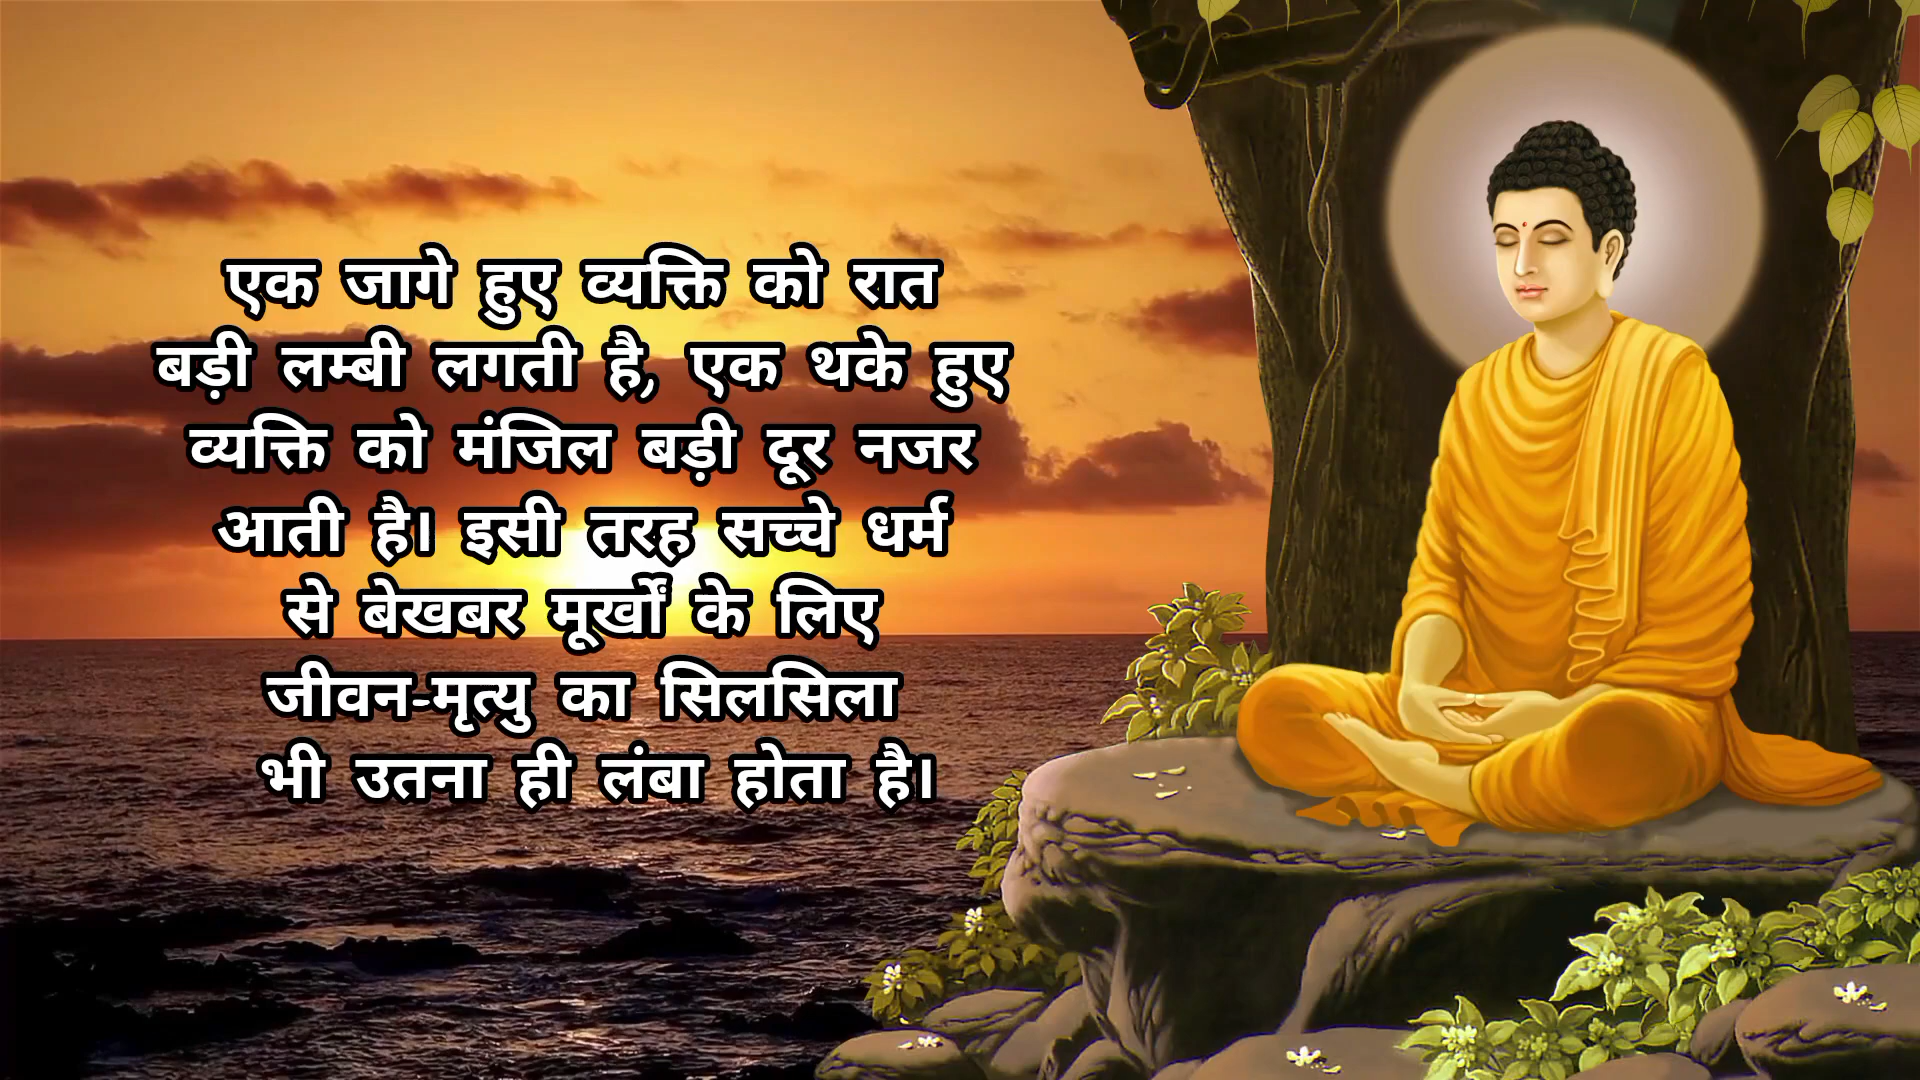 एक जागे हुए व्यक्ति को रात
बड़ी लम्बी लगती है, एक थके हुए
व्यक्ति को मंजिल बड़ी दूर नजर
आती है। इसी तरह सच्चे धर्म
से बेखबर मूर्खों के लिए
जीवन-मृत्यु का सिलसिला
भी उतना ही लंबा होता है।